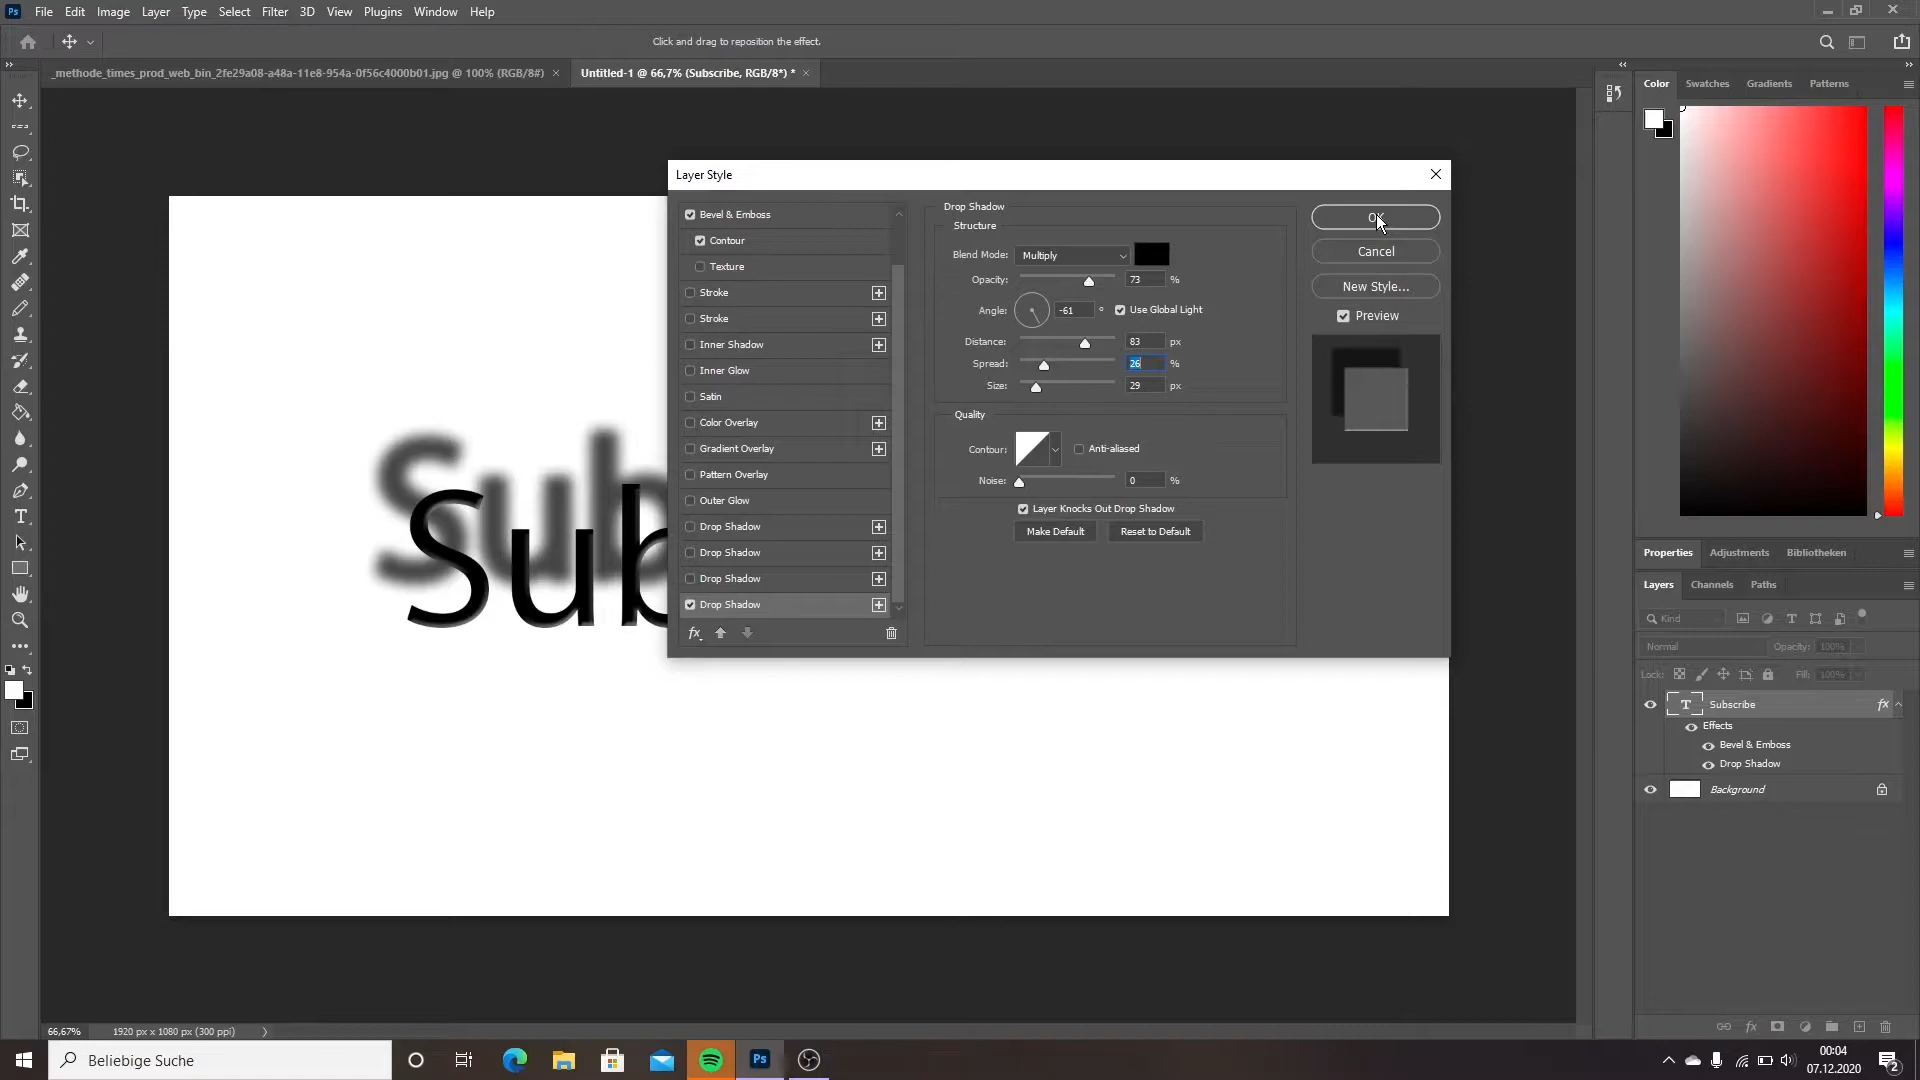 Ps File Edit Image Layer Type Select Filter 3D View Plugins Window Help
Click and drag to reposition the effect.
_methode_times_prod_web_bin_2fe29a08-a48a-11e8-954a-0f56c4000b01.jpg @ 100% (RGB/8#) Untitled-1 @ 66,7% (Subscribe, RGB/8*) *
Color Swatches Gradients Patterns
Layer Style
Bevel & Emboss
Contour
Texture
Stroke
Stroke
Inner Shadow
Inner Glow
Satin
Color Overlay
Gradient Overlay
Pattern Overlay
Outer Glow
Drop Shadow
Drop Shadow
Drop Shadow
Drop Shadow
fx
Drop Shadow
Structure
Blend Mode: Multiply
Opacity: 73 %
Angle: -61 ° Use Global Light
Distance: 83 px
Spread: 26 %
Size: 29 px
Quality
Contour: Anti-aliased
Noise: 0 %
Layer Knocks Out Drop Shadow
Make Default Reset to Default
OK
Cancel
New Style...
Preview
Sub
Properties Adjustments Bibliotheken
Layers Channels Paths
Kind
Normal Opacity: 100%
Lock: Fill: 100%
T Subscribe fx
Effects
Bevel & Emboss
Drop Shadow
Background
fx
66,67% 1920 px x 1080 px (300 ppi)
Beliebige Suche
Ps
00:04
07.12.2020
2